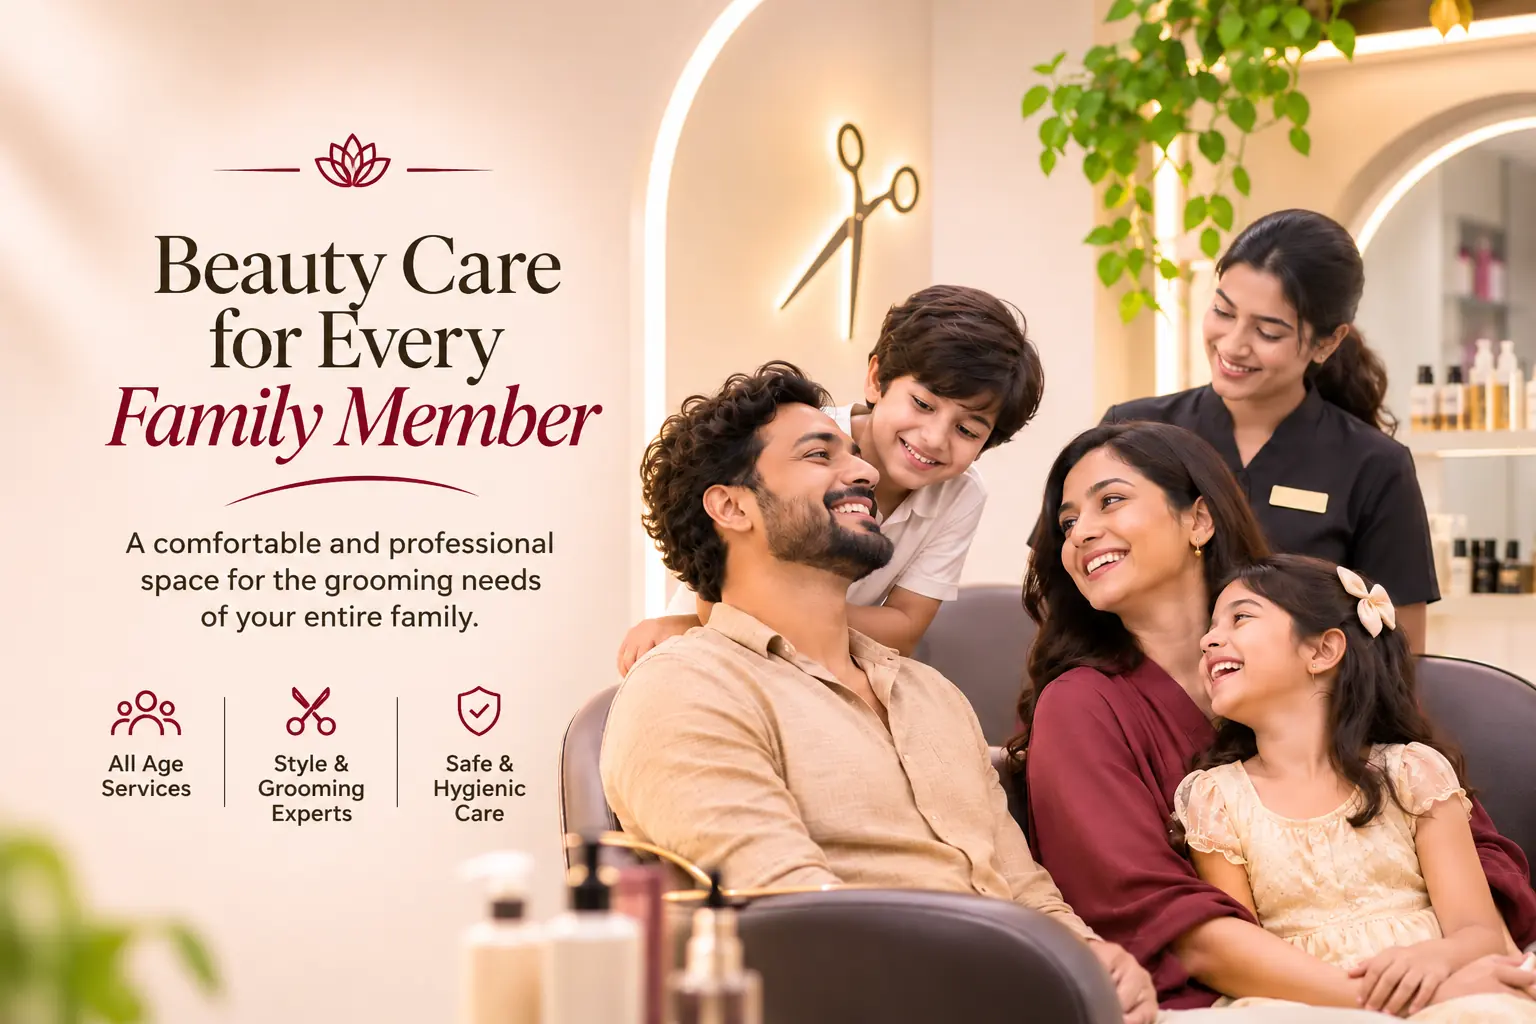 Beauty Care
for Every
Family Member
A comfortable and professional
space for the grooming needs
of your entire family.
All Age
Services
Style &
Grooming
Experts
Safe &
Hygienic
Care